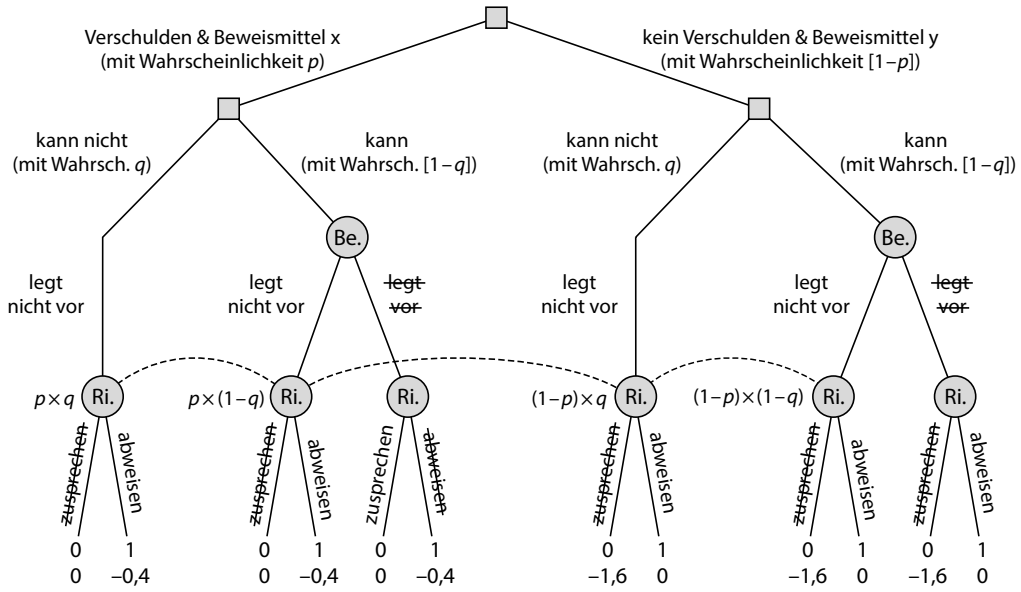 Verschulden & Beweismittel x
(mit Wahrscheinlichkeit p)
kein Verschulden & Beweismittel y
(mit Wahrscheinlichkeit [1–p])
kann nicht
(mit Wahrsch. q)
kann
(mit Wahrsch. [1–q])
kann nicht
(mit Wahrsch. q)
kann
(mit Wahrsch. [1–q])
Be.
Be.
legt
nicht vor
legt
nicht vor
legt
vor
legt
nicht vor
legt
nicht vor
legt
vor
p×q
Ri.
p×(1–q)
Ri.
Ri.
(1–p)×q
Ri.
(1–p)×(1–q)
Ri.
Ri.
zusprechen
abweisen
zusprechen
abweisen
zusprechen
abweisen
zusprechen
abweisen
zusprechen
abweisen
zusprechen
abweisen
0 1 0 1 0 1 0 1 0 1 0 1
0 –0,4 0 –0,4 0 –0,4 –1,6 0 –1,6 0 –1,6 0